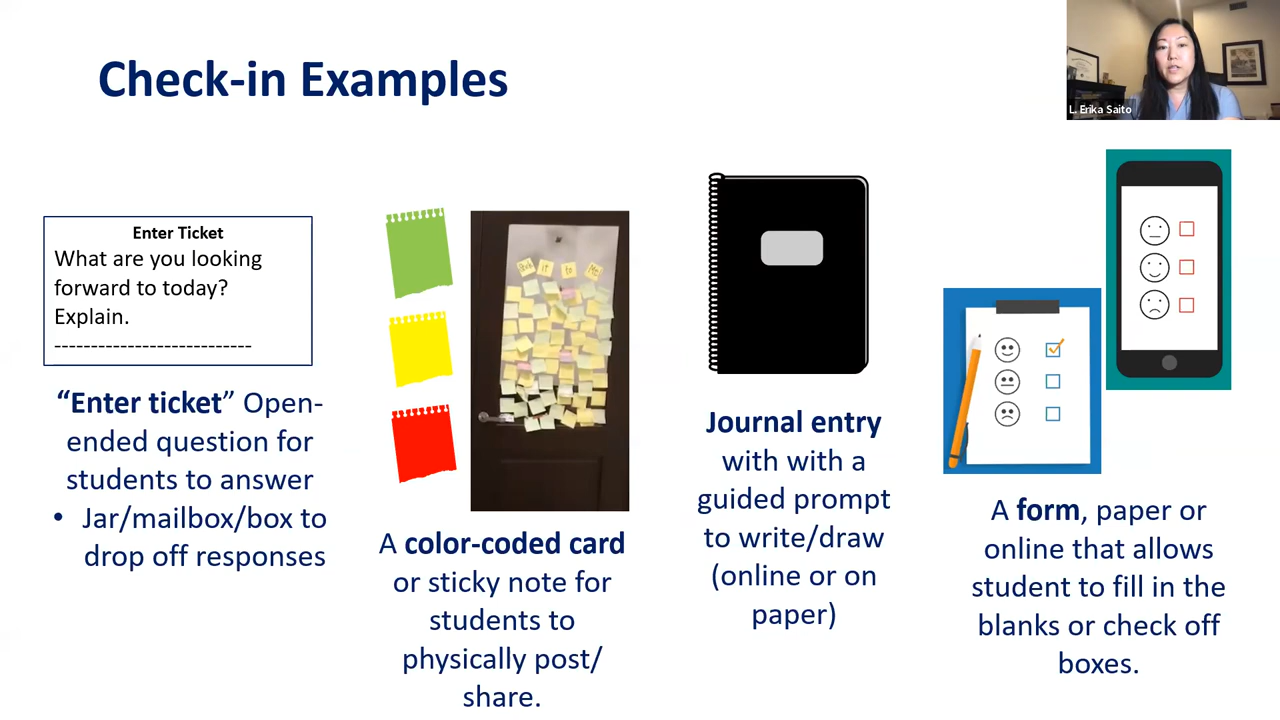 Check-in Examples
L. Erika Saito
Enter Ticket
What are you looking
forward to today?
Explain.
---------------------------
“Enter ticket” Open-
ended question for
students to answer
• Jar/mailbox/box to
drop off responses
A color-coded card
or sticky note for
students to
physically post/
share.
Journal entry
with with a
guided prompt
to write/draw
(online or on
paper)
A form, paper or
online that allows
student to fill in the
blanks or check off
boxes.